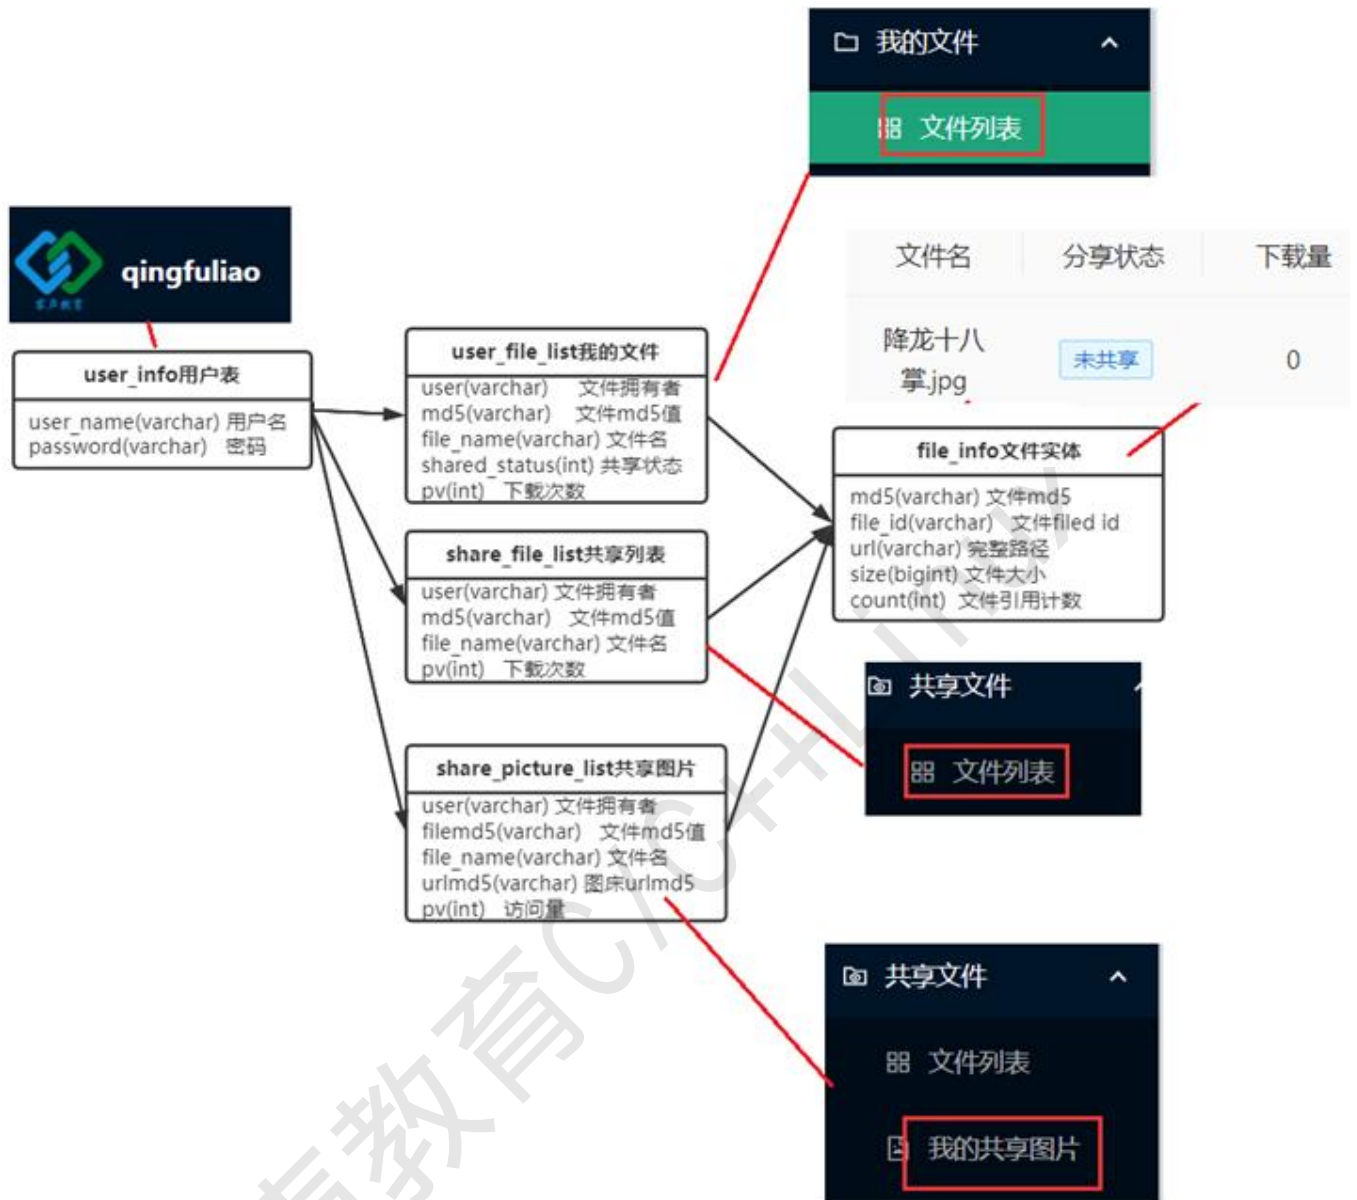 我的文件
文件列表
qingfuliao
文件名 分享状态 下载量
降龙十八
掌.jpg
未共享
0
user_info用户表
user_name(varchar) 用户名
password(varchar) 密码
user_file_list我的文件
user(varchar) 文件拥有者
md5(varchar) 文件md5值
file_name(varchar) 文件名
shared_status(int) 共享状态
pv(int) 下载次数
file_info文件实体
md5(varchar) 文件md5
file_id(varchar) 文件filed id
url(varchar) 完整路径
size(bigint) 文件大小
count(int) 文件引用计数
share_file_list共享列表
user(varchar) 文件拥有者
md5(varchar) 文件md5值
file_name(varchar) 文件名
pv(int) 下载次数
共享文件
文件列表
share_picture_list共享图片
user(varchar) 文件拥有者
filemd5(varchar) 文件md5值
file_name(varchar) 文件名
urlmd5(varchar) 图床urlmd5
pv(int) 访问量
共享文件
文件列表
我的共享图片
教育C/C++Linux